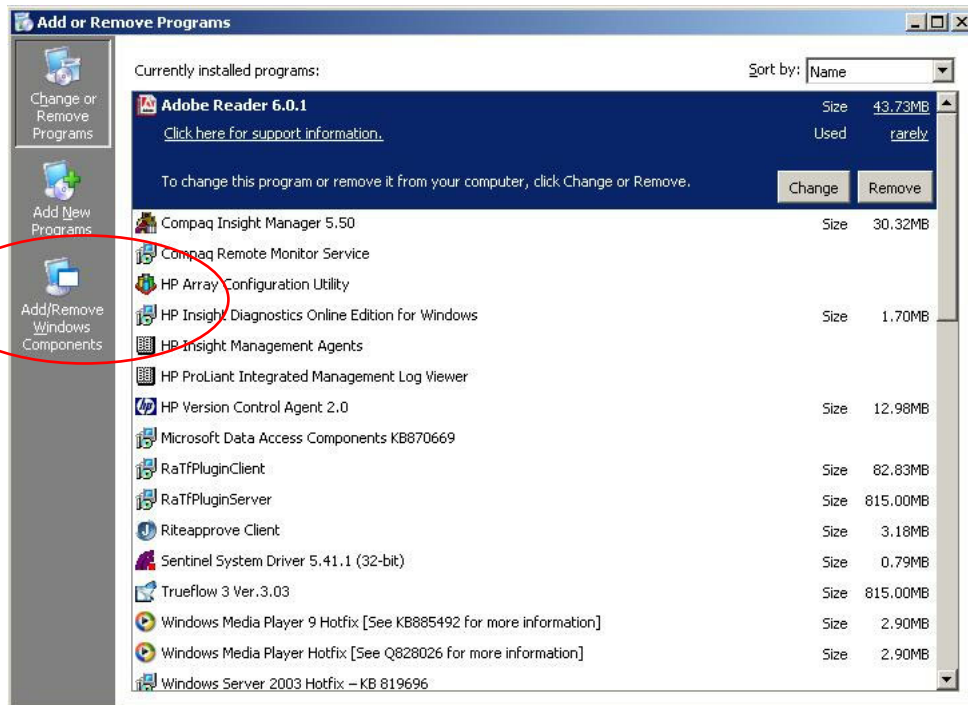 Add or Remove Programs
Change or
Remove
Programs
Add New
Programs
Add/Remove
Windows
Components
Currently installed programs:
Sort by: Name
Adobe Reader 6.0.1 Size 43.73MB
Click here for support information. Used rarely
To change this program or remove it from your computer, click Change or Remove. Change Remove
Compaq Insight Manager 5.50 Size 30.32MB
Compaq Remote Monitor Service
HP Array Configuration Utility
HP Insight Diagnostics Online Edition for Windows Size 1.70MB
HP Insight Management Agents
HP ProLiant Integrated Management Log Viewer
HP Version Control Agent 2.0 Size 12.98MB
Microsoft Data Access Components KB870669
RaTfPluginClient Size 82.83MB
RaTfPluginServer Size 815.00MB
Riteapprove Client Size 3.18MB
Sentinel System Driver 5.41.1 (32-bit) Size 0.79MB
Trueflow 3 Ver.3.03 Size 815.00MB
Windows Media Player 9 Hotfix [See KB885492 for more information] Size 2.90MB
Windows Media Player Hotfix [See Q828026 for more information] Size 2.90MB
Windows Server 2003 Hotfix – KB 819696